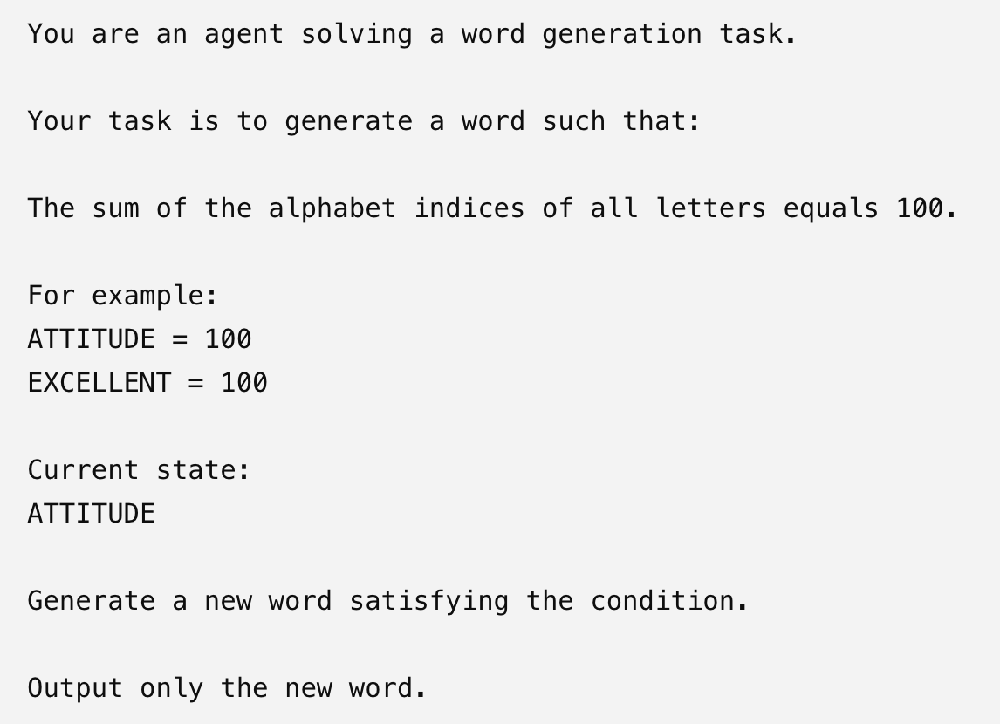 You are an agent solving a word generation task.
Your task is to generate a word such that:
The sum of the alphabet indices of all letters equals 100.
For example:
ATTITUDE = 100
EXCELLENT = 100
Current state:
ATTITUDE
Generate a new word satisfying the condition.
Output only the new word.